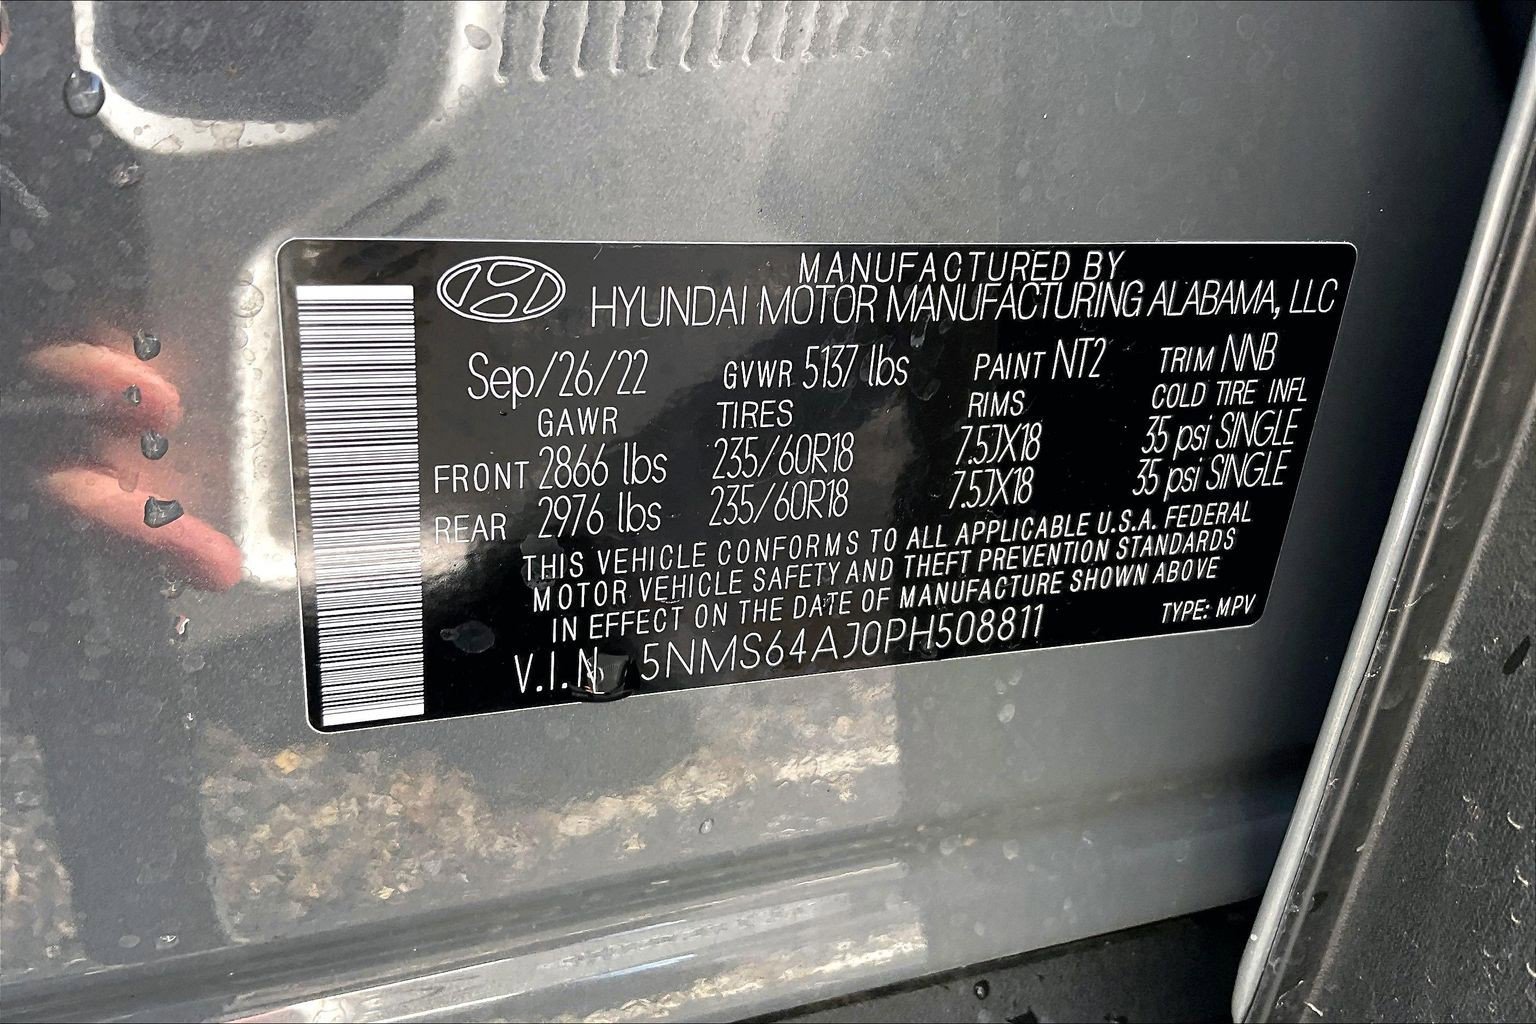 MANUFACTURED BY
HYUNDAI MOTOR MANUFACTURING ALABAMA, LLC
Sep/26/22 GVWR 5137 lbs PAINT NT2 TRIM NNB
GAWR TIRES RIMS COLD TIRE INFL
FRONT 2866 lbs 235/60R18 7.5JX18 35 psi SINGLE
REAR 2976 lbs 235/60R18 7.5JX18 35 psi SINGLE
THIS VEHICLE CONFORMS TO ALL APPLICABLE U.S.A. FEDERAL
MOTOR VEHICLE SAFETY AND THEFT PREVENTION STANDARDS
IN EFFECT ON THE DATE OF MANUFACTURE SHOWN ABOVE
V.I.N 5NMS64AJ0PH508811 TYPE: MPV